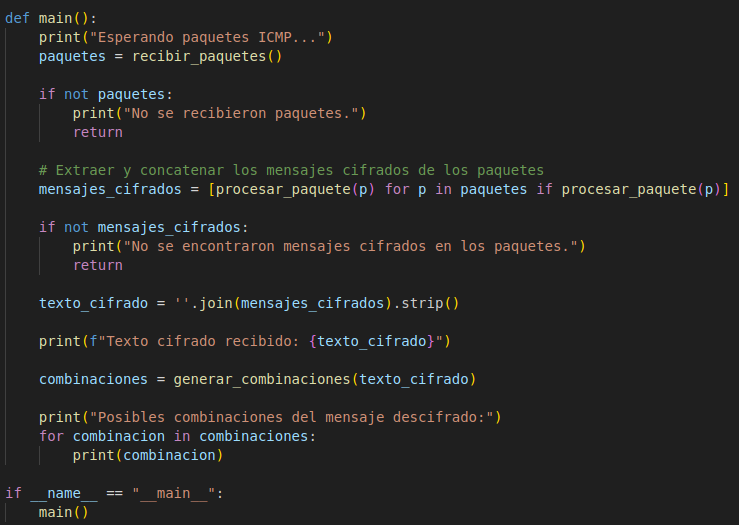 def main():
    print("Esperando paquetes ICMP...")
    paquetes = recibir_paquetes()

    if not paquetes:
        print("No se recibieron paquetes.")
        return

    # Extraer y concatenar los mensajes cifrados de los paquetes
    mensajes_cifrados = [procesar_paquete(p) for p in paquetes if procesar_paquete(p)]

    if not mensajes_cifrados:
        print("No se encontraron mensajes cifrados en los paquetes.")
        return

    texto_cifrado = ''.join(mensajes_cifrados).strip()

    print(f"Texto cifrado recibido: {texto_cifrado}")

    combinaciones = generar_combinaciones(texto_cifrado)

    print("Posibles combinaciones del mensaje descifrado:")
    for combinacion in combinaciones:
        print(combinacion)

if __name__ == "__main__":
    main()